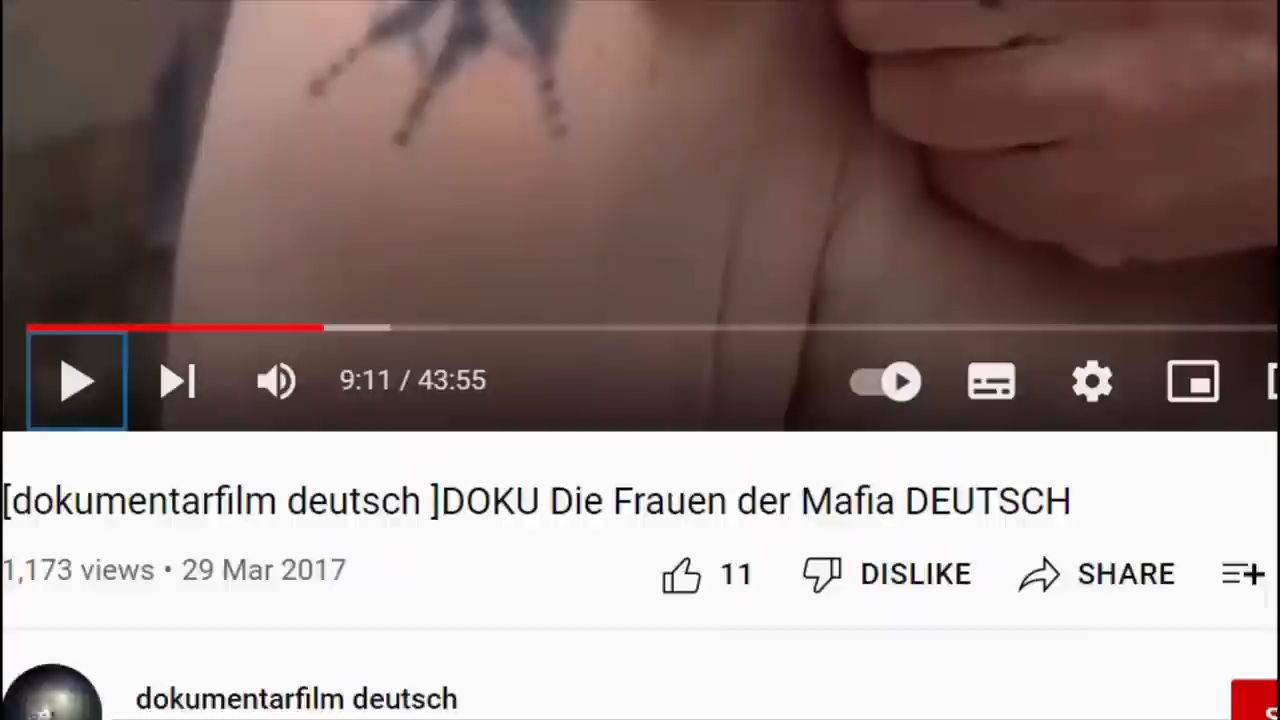 9:11 / 43:55
[dokumentarfilm deutsch ]DOKU Die Frauen der Mafia DEUTSCH
1,173 views • 29 Mar 2017 11 DISLIKE SHARE
dokumentarfilm deutsch